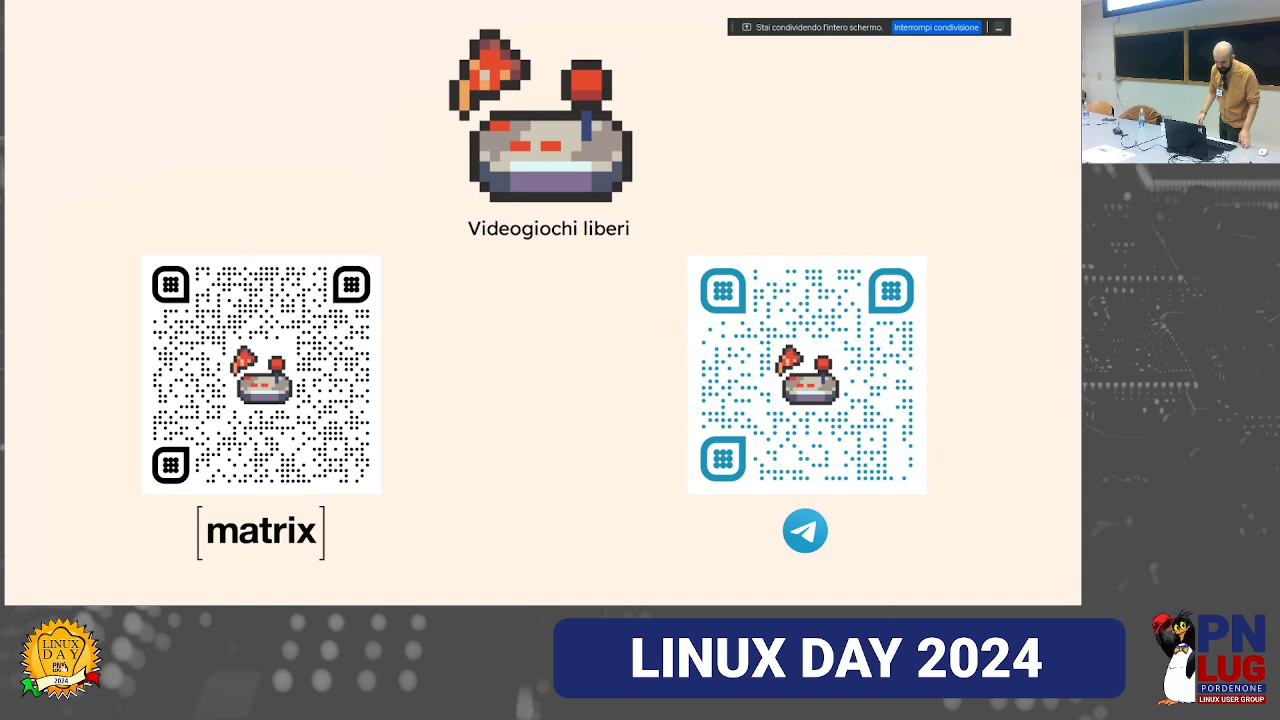 Stai condividendo l'intero schermo. Interrompi condivisione
Videogiochi liberi
[matrix]
LINUX
DAY
PNLUG
2024
LINUX DAY 2024
PN
LUG
PORDENONE
LINUX USER GROUP